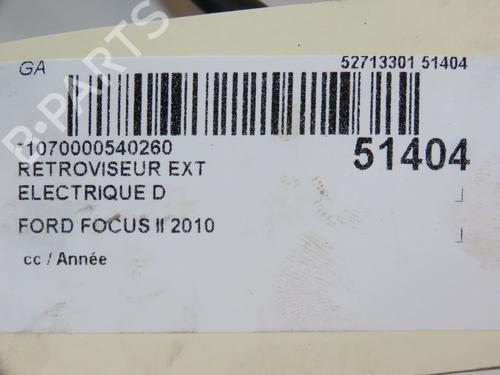 GA
52713301 51404
*1070000540260
RETROVISEUR EXT
ELECTRIQUE D
51404
FORD FOCUS II 2010
cc / Année
B-PARTS